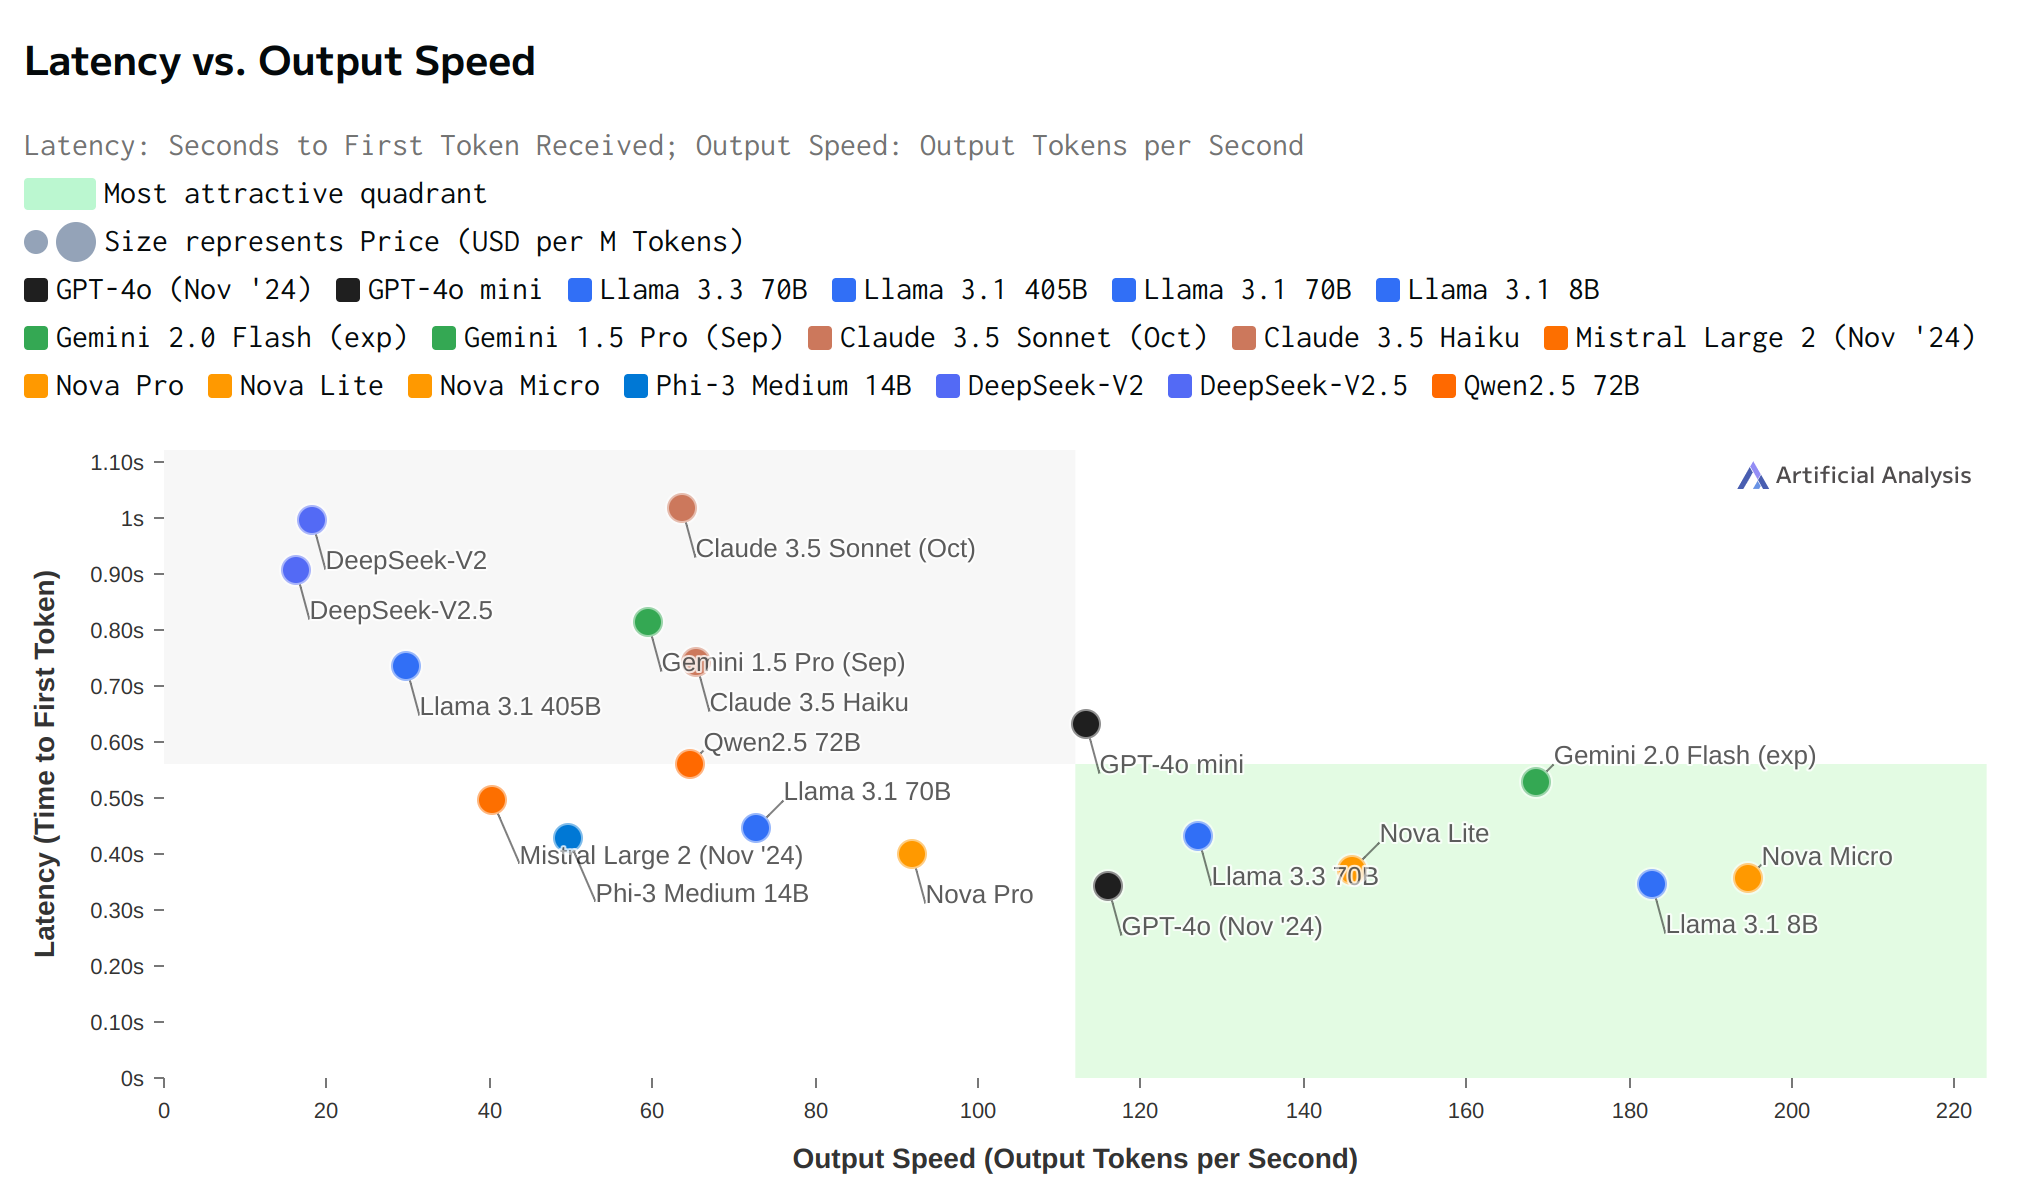 Latency vs. Output Speed
Latency: Seconds to First Token Received; Output Speed: Output Tokens per Second
Most attractive quadrant
Size represents Price (USD per M Tokens)
GPT-4o (Nov '24) GPT-4o mini Llama 3.3 70B Llama 3.1 405B Llama 3.1 70B Llama 3.1 8B
Gemini 2.0 Flash (exp) Gemini 1.5 Pro (Sep) Claude 3.5 Sonnet (Oct) Claude 3.5 Haiku Mistral Large 2 (Nov '24)
Nova Pro Nova Lite Nova Micro Phi-3 Medium 14B DeepSeek-V2 DeepSeek-V2.5 Qwen2.5 72B
Artificial Analysis
Latency (Time to First Token)
1.10s
1s
0.90s
0.80s
0.70s
0.60s
0.50s
0.40s
0.30s
0.20s
0.10s
0s
Claude 3.5 Sonnet (Oct)
DeepSeek-V2
DeepSeek-V2.5
Gemini 1.5 Pro (Sep)
Claude 3.5 Haiku
Llama 3.1 405B
Qwen2.5 72B
GPT-4o mini
Gemini 2.0 Flash (exp)
Llama 3.1 70B
Nova Lite
Mistral Large 2 (Nov '24)
Nova Micro
Llama 3.3 70B
Phi-3 Medium 14B
Nova Pro
Llama 3.1 8B
GPT-4o (Nov '24)
0 20 40 60 80 100 120 140 160 180 200 220
Output Speed (Output Tokens per Second)